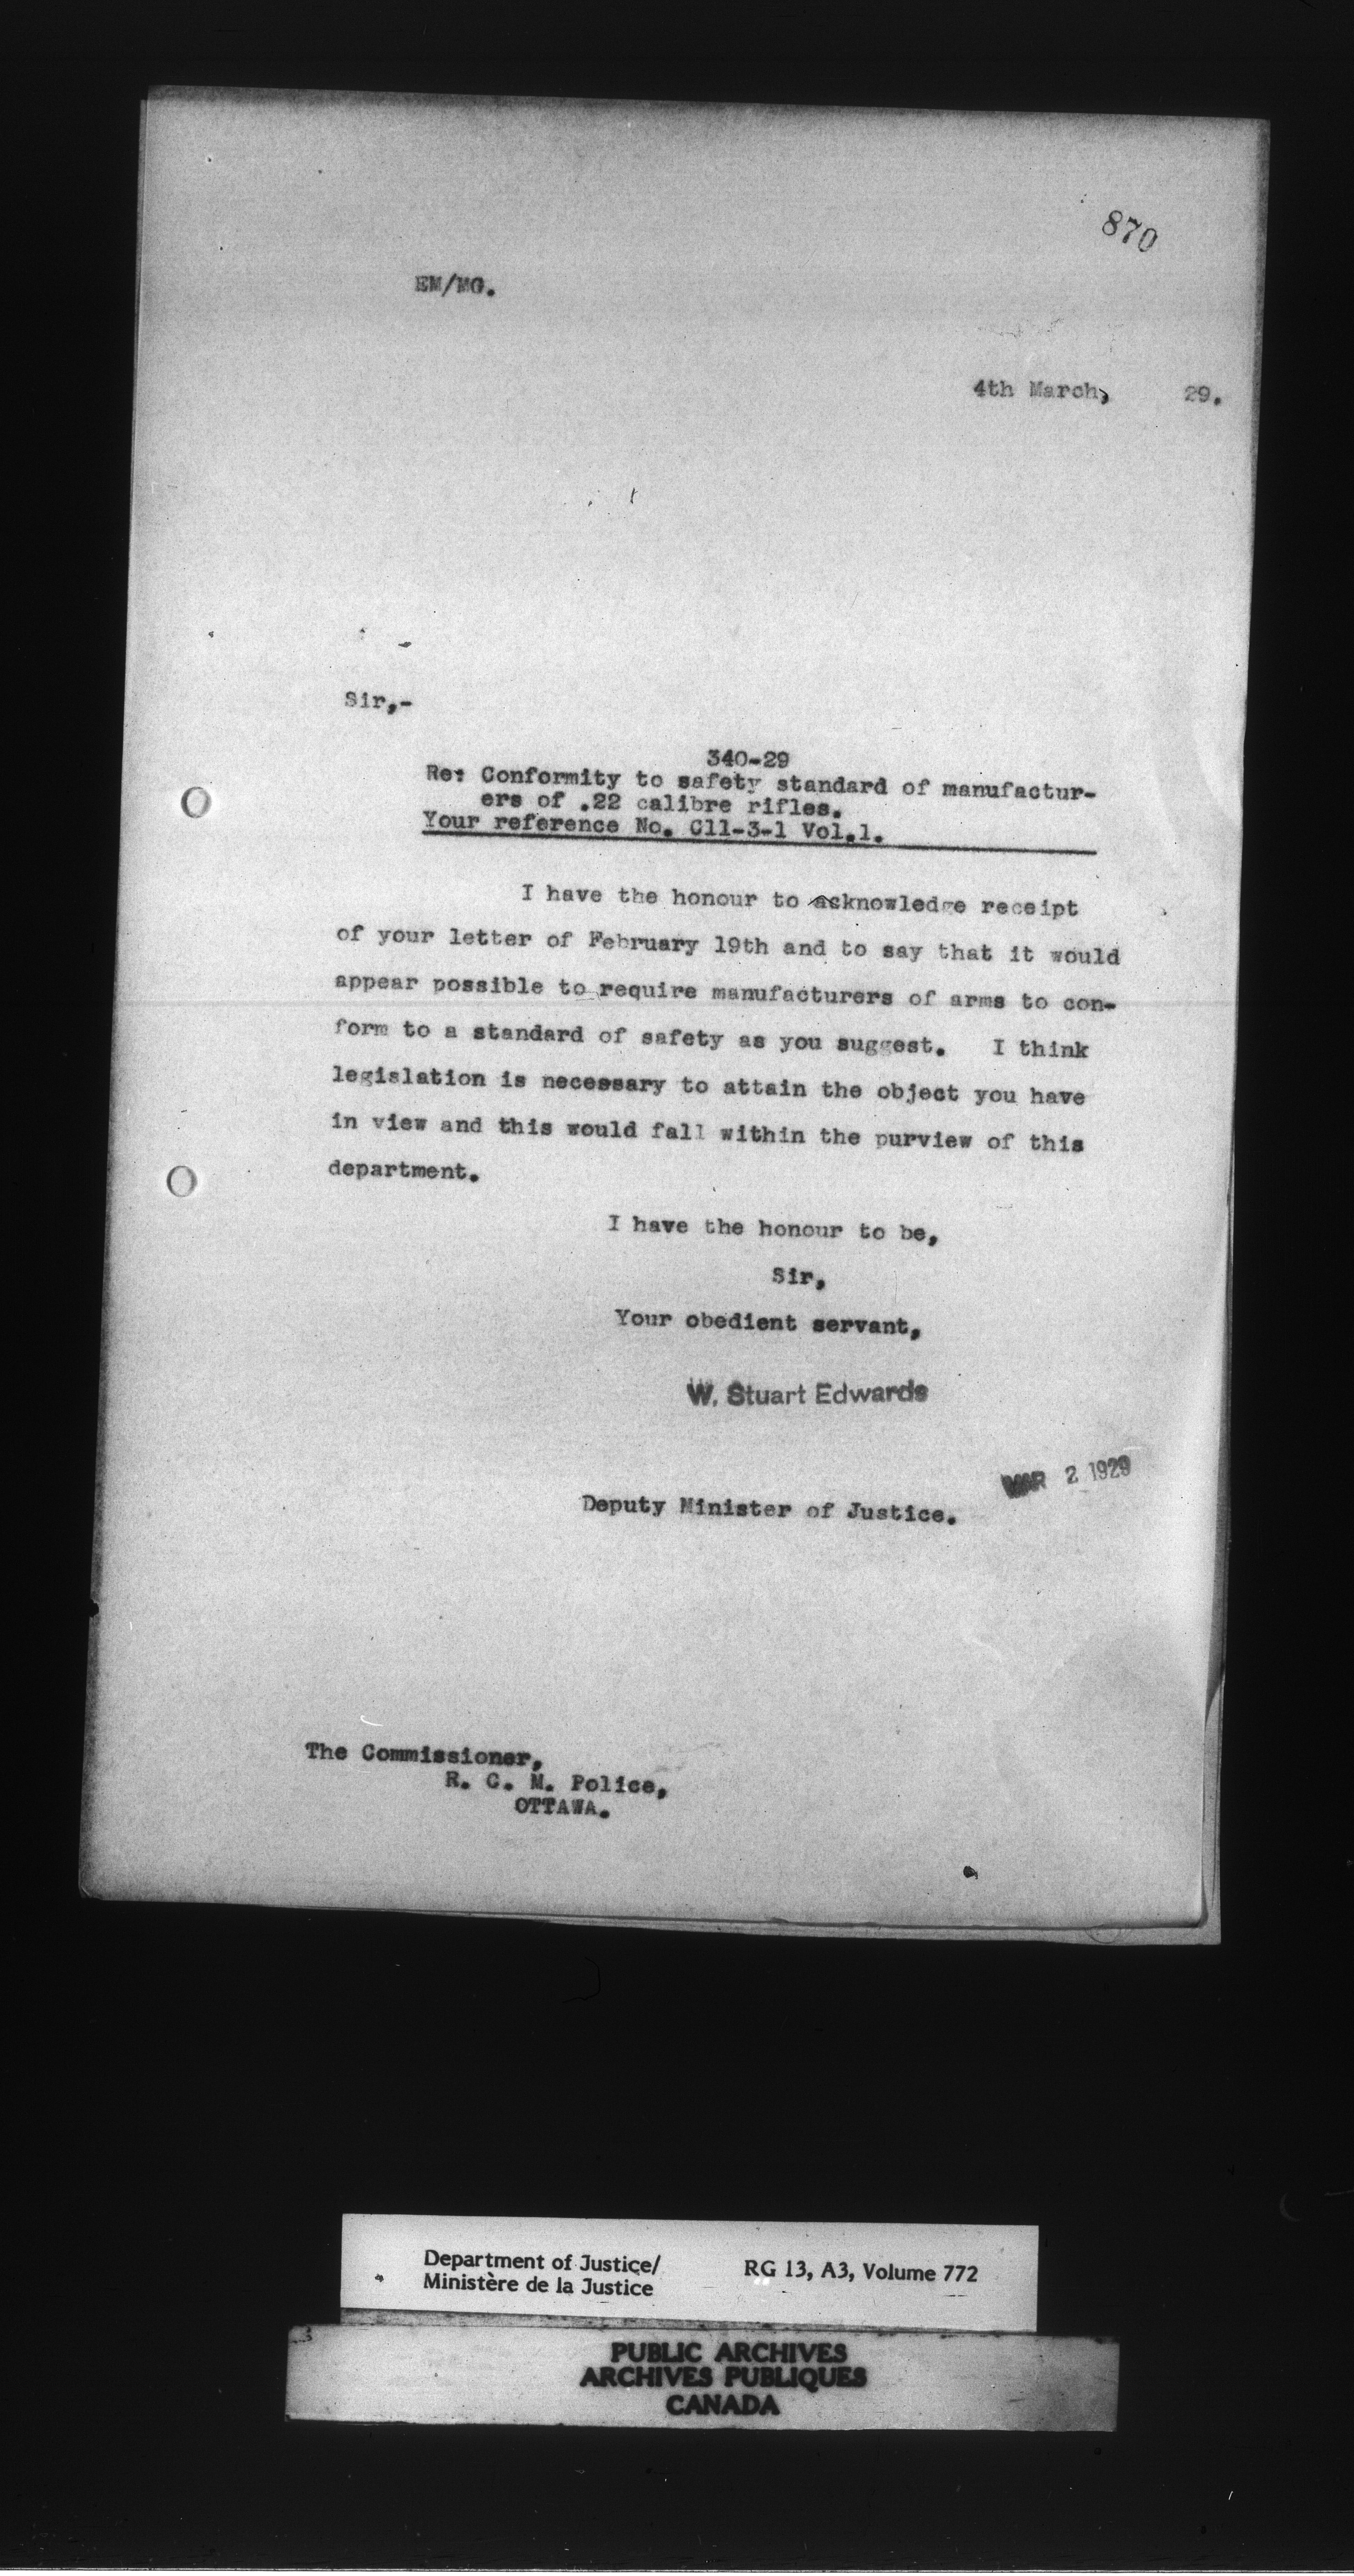 870
EM/MG.
4th March, 29.
Sir,-
340-29
Re: Conformity to safety standard of manufactur-
ers of .22 calibre rifles.
Your reference No. C11-3-1 Vol.1.
I have the honour to acknowledge receipt
of your letter of February 19th and to say that it would
appear possible to require manufacturers of arms to con-
form to a standard of safety as you suggest. I think
legislation is necessary to attain the object you have
in view and this would fall within the purview of this
department.
I have the honour to be,
Sir,
Your obedient servant,
W. Stuart Edwards
MAR 2 1929
Deputy Minister of Justice.
The Commissioner,
R. C. M. Police,
OTTAWA.
Department of Justice/
Ministère de la Justice
RG 13, A3, Volume 772
PUBLIC ARCHIVES
ARCHIVES PUBLIQUES
CANADA